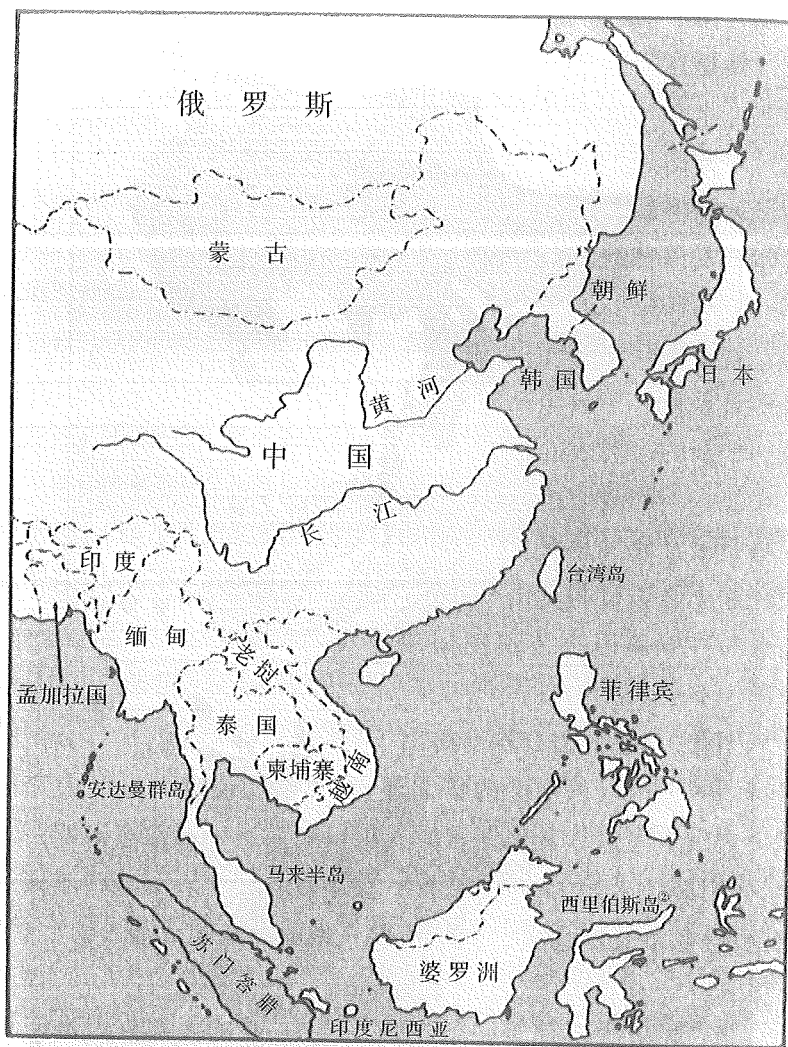 俄罗斯
蒙古
朝鲜
韩国
日本
黄河
中国
长江
印度
台湾岛
缅甸
老挝
孟加拉国
菲律宾
泰国
柬埔寨
越南
安达曼群岛
马来半岛
西里伯斯岛②
苏门答腊
婆罗洲
印度尼西亚